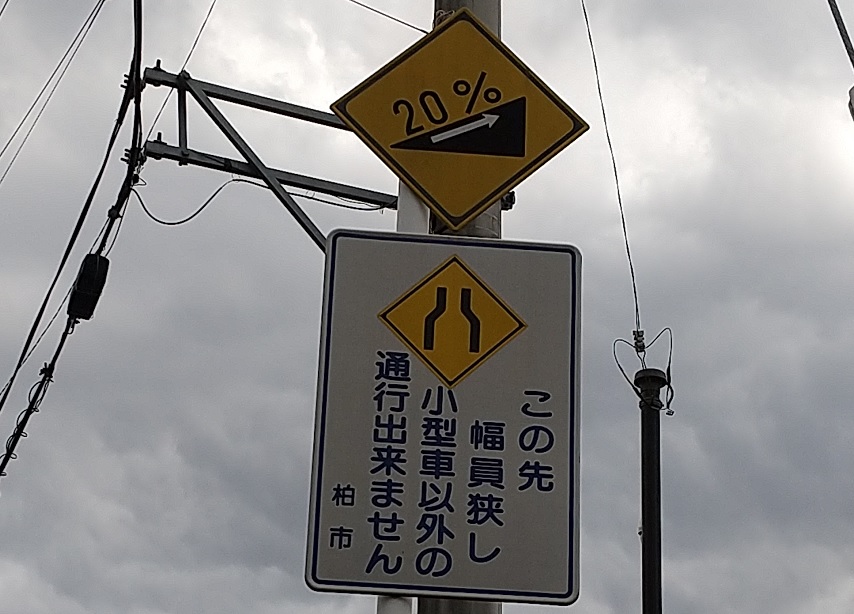 20%
この先
幅員狭し
小型車以外の
通行出来ません
柏市